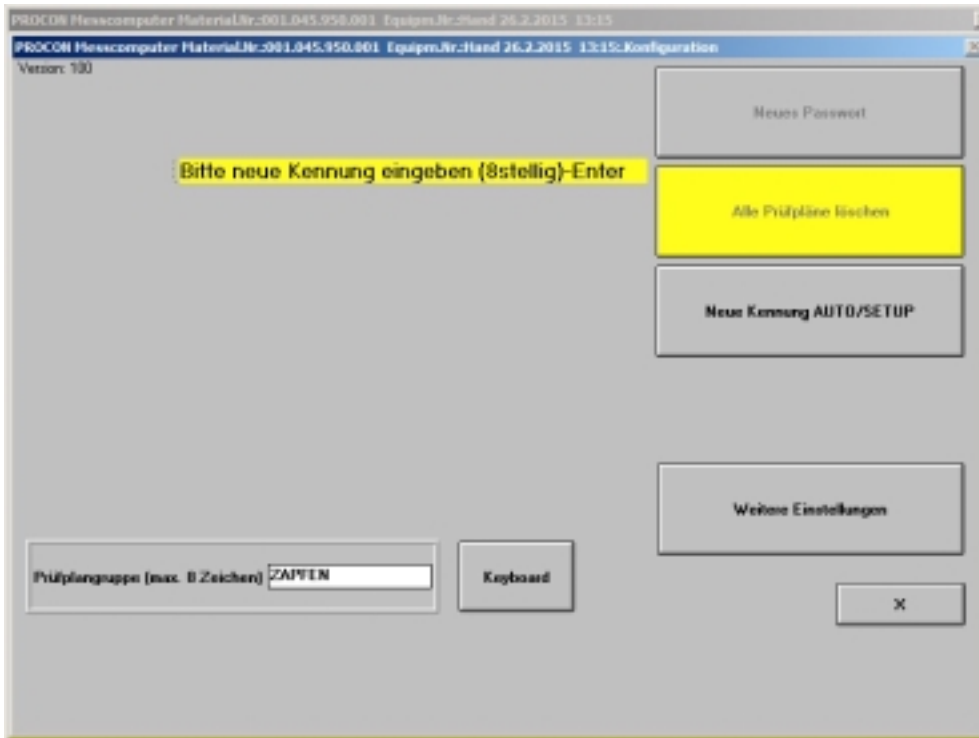 PROCON Messcomputer Material.Nr.:001.045.950.001 Equipm.Nr.:Hand 26.2.2015 13:15
PROCON Messcomputer Material.Nr.:001.045.950.001 Equipm.Nr.:Hand 26.2.2015 13:15:.Konfiguration
Version: 100
Neues Passwort
Bitte neue Kennung eingeben (8stellig)-Enter
Alle Prüfpläne löschen
Neue Kennung AUTO/SETUP
Weitere Einstellungen
Prüfplangruppe (max. 8 Zeichen) ZAPFEN
Keyboard
X